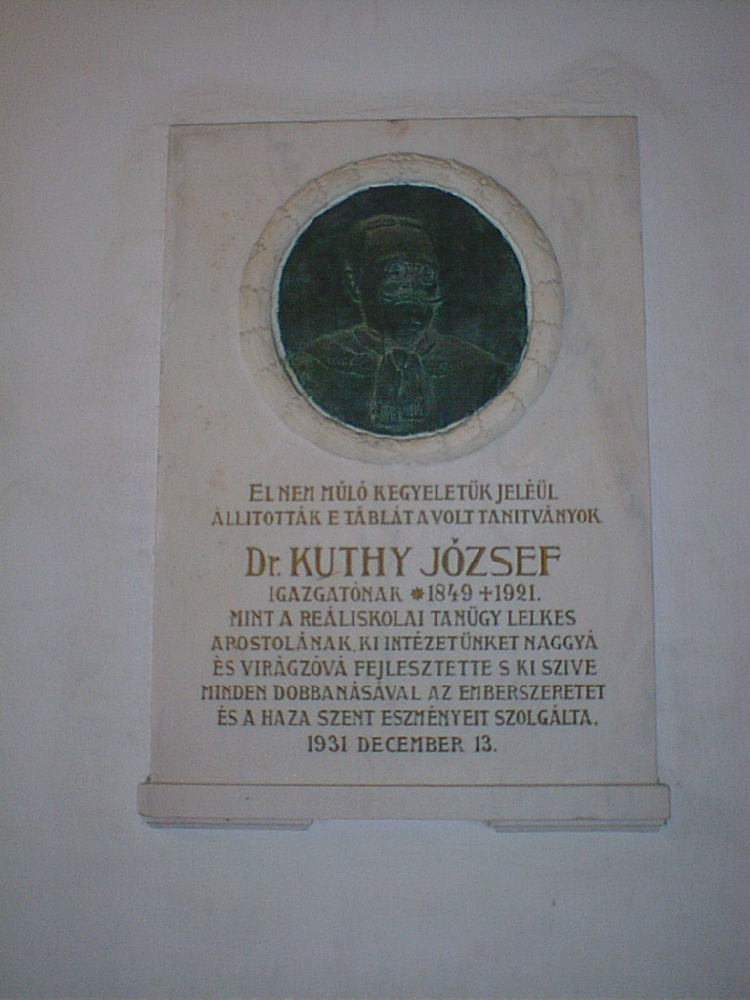 EL NEM MÚLÓ KEGYELETÜK JELÉÜL
ÁLLITOTTÁK E TÁBLÁT A VOLT TANITVÁNYOK
Dr. KUTHY JÓZSEF
IGAZGATÓNAK * 1849 + 1921.
MINT A REÁLISKOLAI TANÜGY LELKES
APOSTOLÁNAK, KI INTÉZETÜNKET NAGGYÁ
ÉS VIRÁGZÓVÁ FEJLESZTETTE S KI SZIVE
MINDEN DOBBANÁSÁVAL AZ EMBERSZERETET
ÉS A HAZA SZENT ESZMÉNYEIT SZOLGÁLTA.
1931 DECEMBER 13.